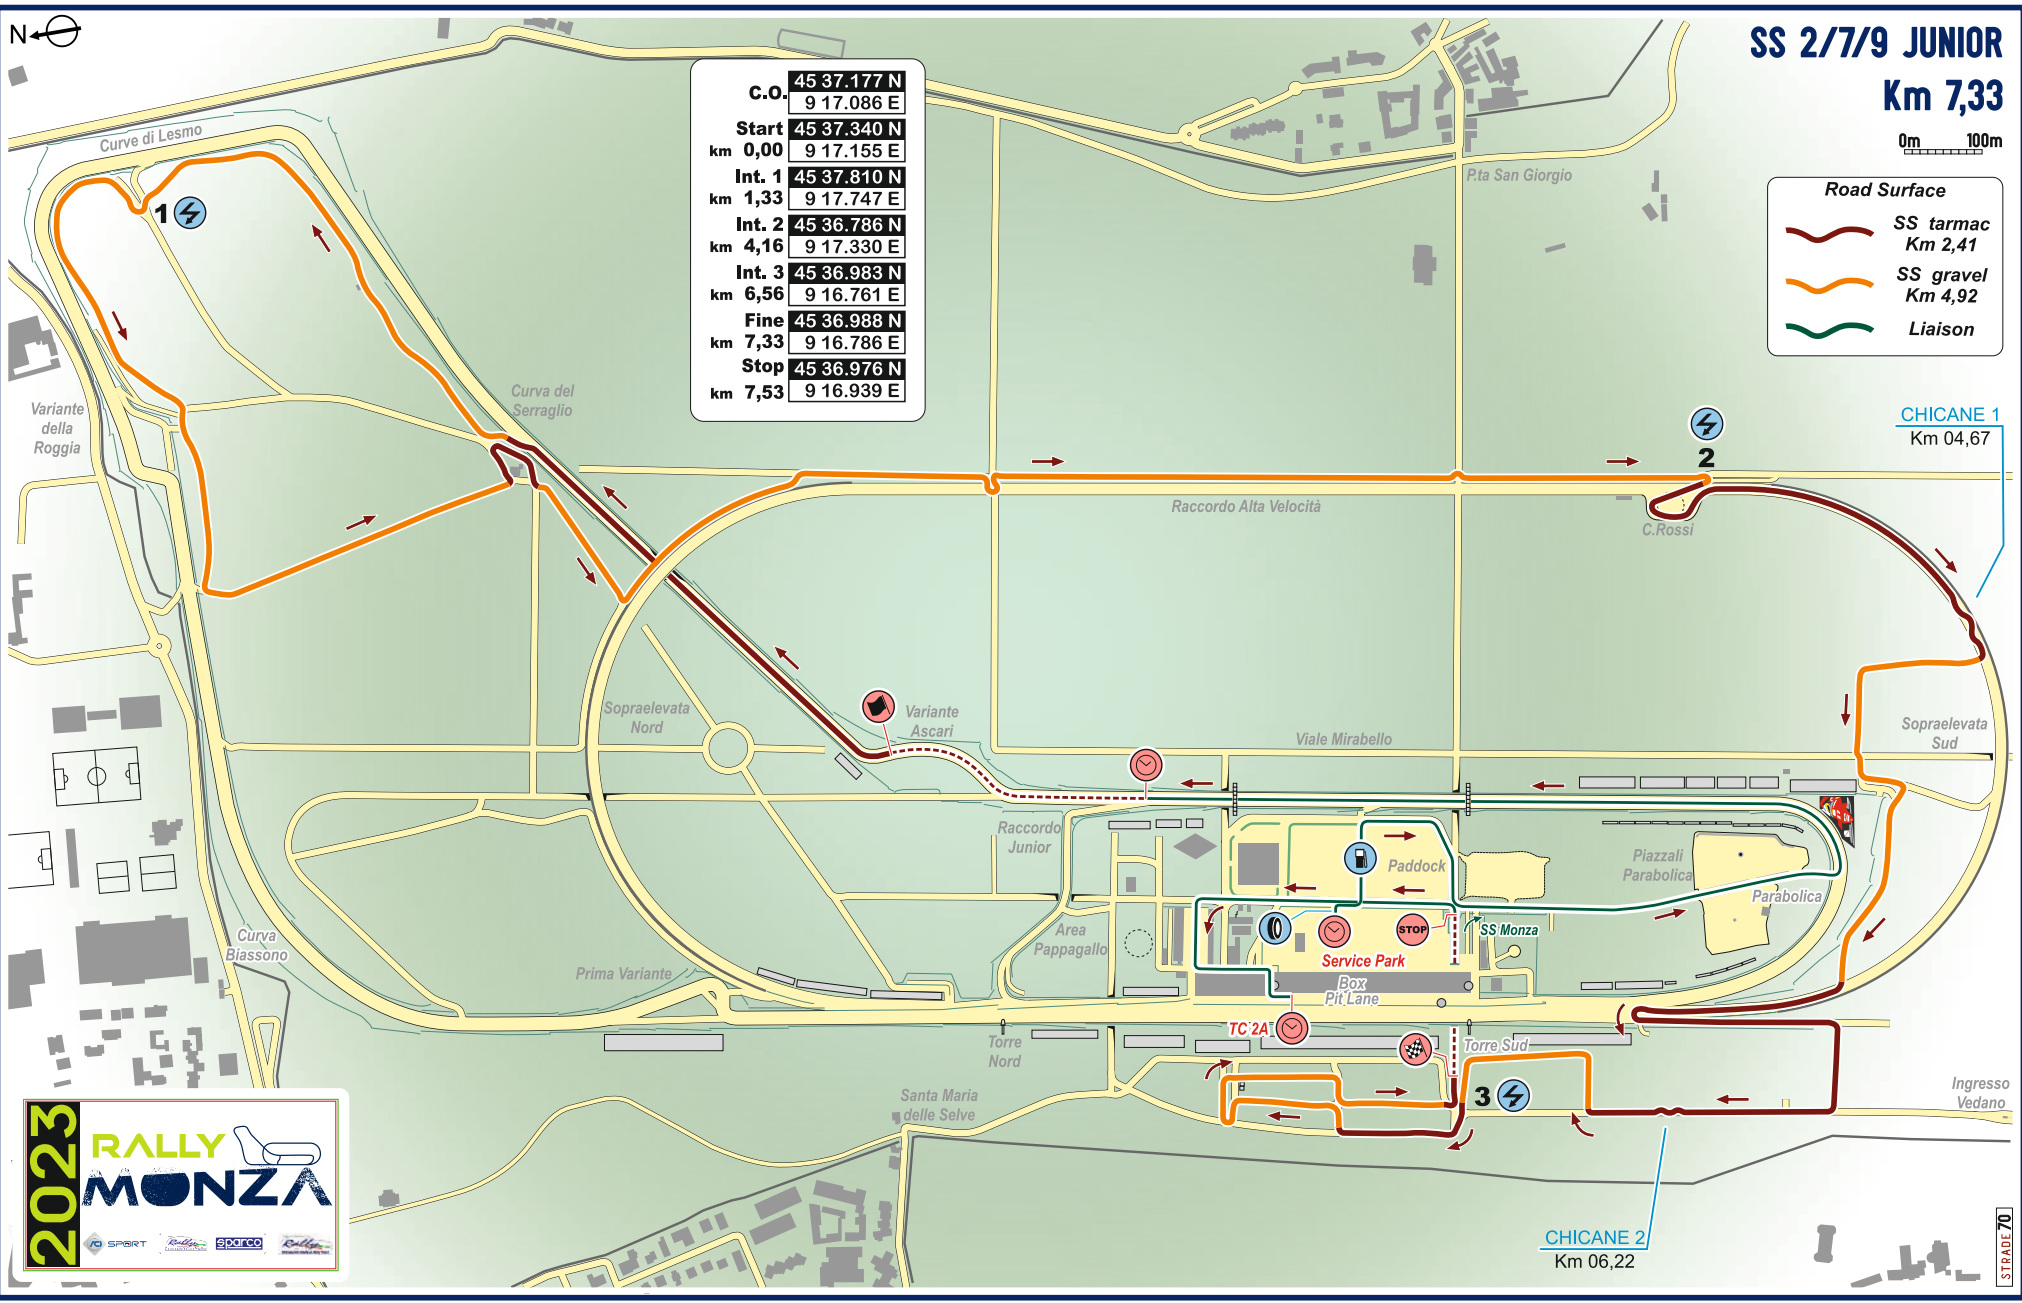 N
SS 2/7/9 JUNIOR
Km 7,33
0m 100m
C.O. 45 37.177 N
9 17.086 E
Start 45 37.340 N
km 0,00 9 17.155 E
Int. 1 45 37.810 N
km 1,33 9 17.747 E
Int. 2 45 36.786 N
km 4,16 9 17.330 E
Int. 3 45 36.983 N
km 6,56 9 16.761 E
Fine 45 36.988 N
km 7,33 9 16.786 E
Stop 45 36.976 N
km 7,53 9 16.939 E
Road Surface
SS tarmac
Km 2,41
SS gravel
Km 4,92
Liaison
Curve di Lesmo
P.ta San Giorgio
1
Curva del
Serraglio
Variante
della
Roggia
CHICANE 1
Km 04,67
2
Raccordo Alta Velocità
C.Rossi
Sopraelevata
Nord
Variante
Ascari
Viale Mirabello
Sopraelevata
Sud
Raccordo
Junior
Paddock
Piazzali
Parabolica
Parabolica
Curva
Biassono
Area
Pappagallo
STOP
SS Monza
Service Park
Prima Variante
Box
Pit Lane
TC 2A
Torre
Nord
Torre Sud
3
Santa Maria
delle Selve
Ingresso
Vedano
2023
RALLY
MONZA
ACI SPORT
Rally
sparco
Rally
CHICANE 2
Km 06,22
STRADE 70